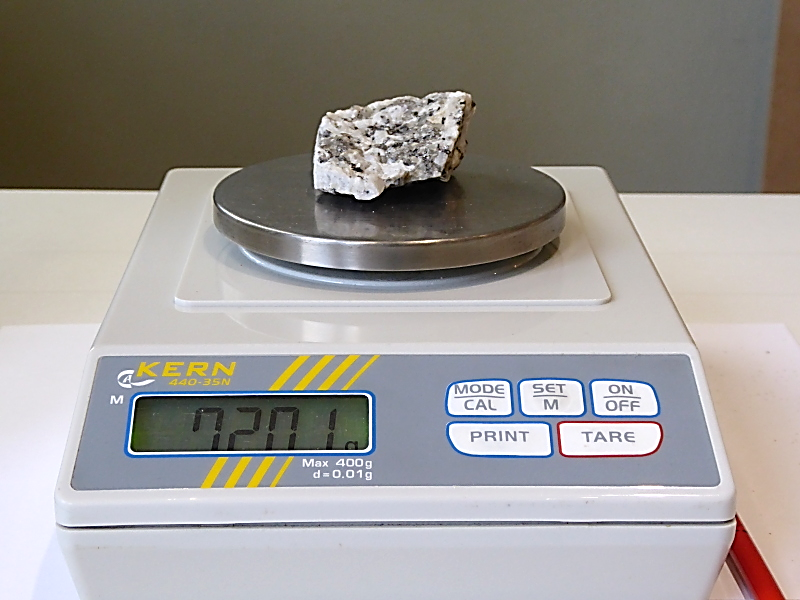 KERN
440-35N
M
72.01 g
Max 400g
d=0.01g
MODE
CAL
SET
M
ON
OFF
PRINT
TARE